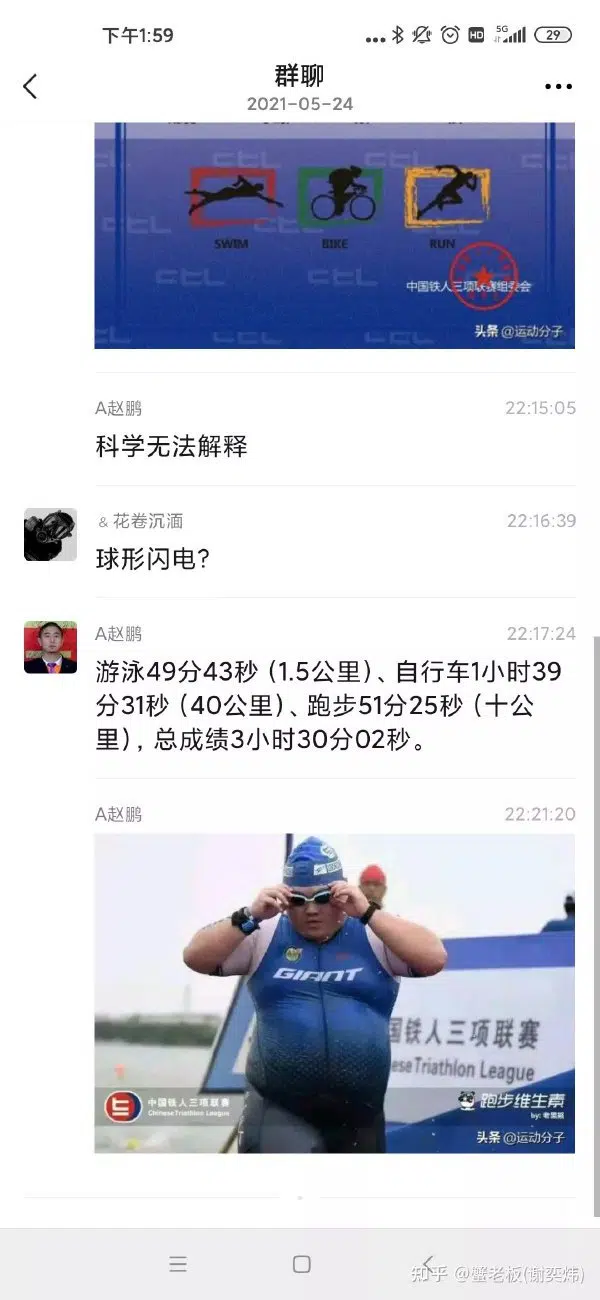 下午1:59
HD
5G
29
群聊
2021-05-24
SWIM
BIKE
RUN
中国铁人三项联赛组委会
头条 @运动分子
A赵鹏
22:15:05
科学无法解释
& 花卷沉湎
22:16:39
球形闪电?
A赵鹏
22:17:24
游泳49分43秒（1.5公里）、自行车1小时39
分31秒（40公里）、跑步51分25秒（十公
里），总成绩3小时30分02秒。
A赵鹏
22:21:20
GIANT
国铁人三项联赛
eseTriathlon League
中国铁人三项联赛
ChineseTriathlon League
跑步维生素
头条 @运动分子
知乎 @蟹老板(谢奕炜)